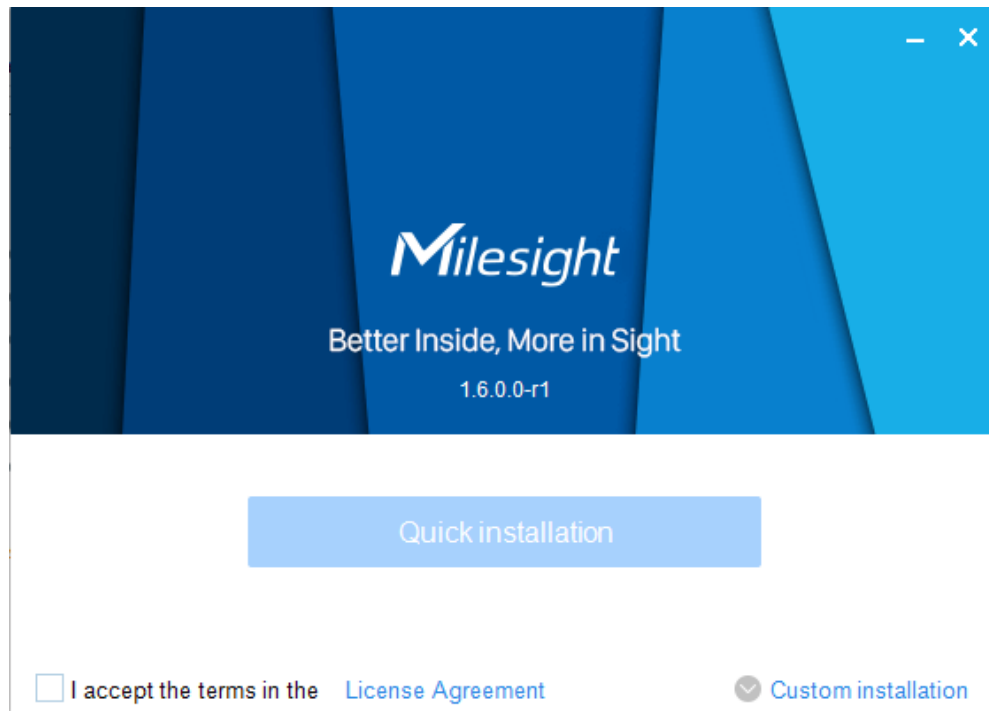 Milesight
Better Inside, More in Sight
1.6.0.0-r1
Quick installation
I accept the terms in the License Agreement
Custom installation